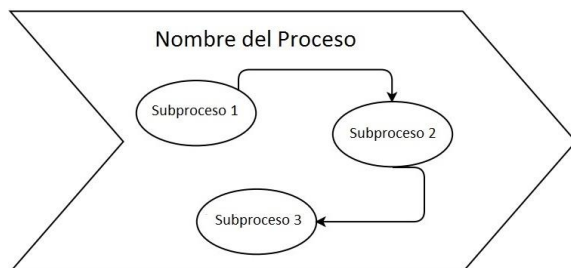 Nombre del Proceso
Subproceso 1
Subproceso 2
Subproceso 3